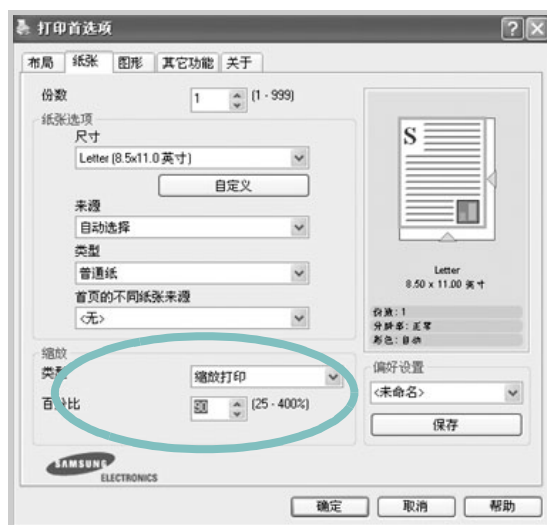 打印首选项
布局 纸张 图形 其它功能 关于
份数 1 (1 - 999)
纸张选项
尺寸
Letter (8.5x11.0 英寸)
自定义
来源
自动选择
类型
普通纸
首页的不同纸张来源
<无>
S
Letter
8.50 x 11.00 英寸
份数: 1
分辨率: 正常
彩色: 自动
缩放
类型 缩放打印
百分比 (25 - 400%)
偏好设置
<未命名>
保存
SAMSUNG
ELECTRONICS
确定 取消 帮助